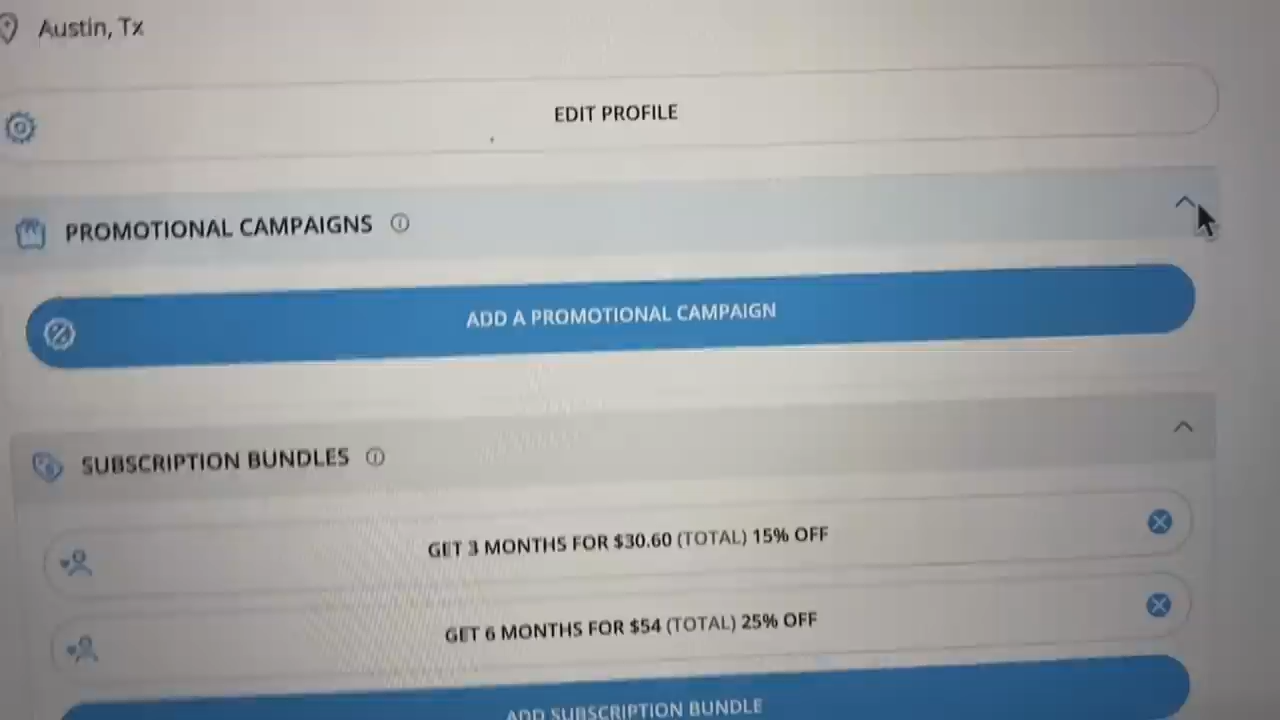 Austin, Tx
EDIT PROFILE
PROMOTIONAL CAMPAIGNS
ADD A PROMOTIONAL CAMPAIGN
SUBSCRIPTION BUNDLES
GET 3 MONTHS FOR $30.60 (TOTAL) 15% OFF
GET 6 MONTHS FOR $54 (TOTAL) 25% OFF
ADD SUBSCRIPTION BUNDLE